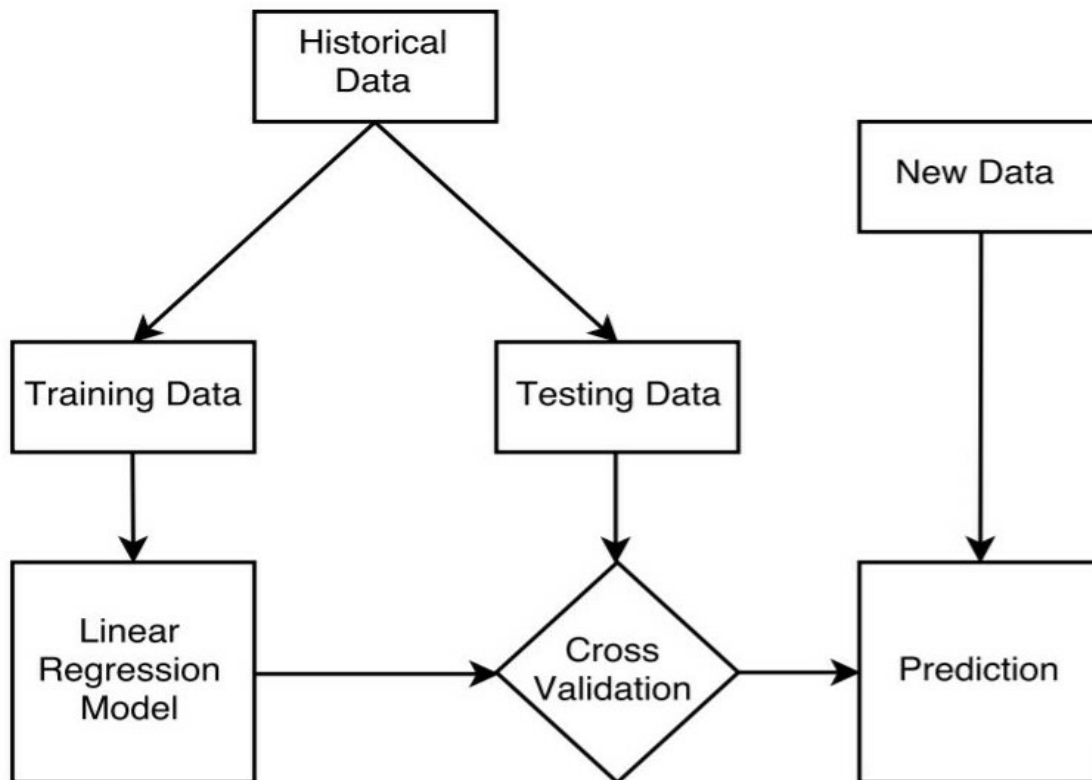 Historical
Data
New Data
Training Data
Testing Data
Linear
Regression
Model
Cross
Validation
Prediction